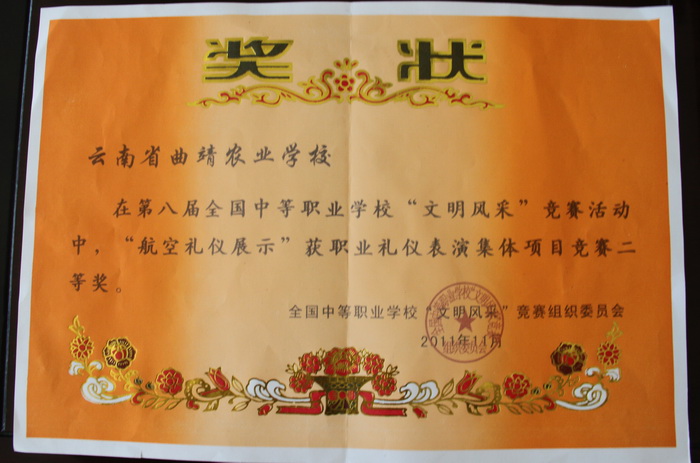 奖状
云南省曲靖农业学校
在第八届全国中等职业学校“文明风采”竞赛活动
中，“航空礼仪展示”获职业礼仪表演集体项目竞赛二
等奖。
全国中等职业学校“文明风采”竞赛组织委员会
2011年11月